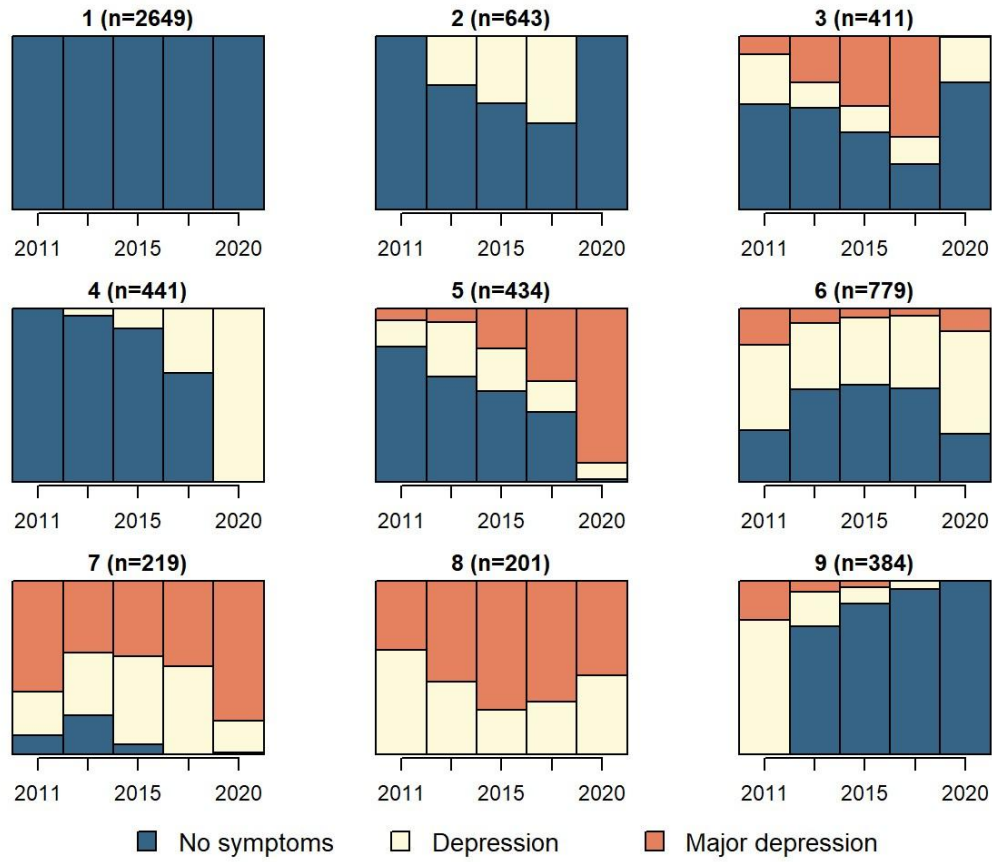 1 (n=2649) 2 (n=643) 3 (n=411)
2011 2015 2020 2011 2015 2020 2011 2015 2020
4 (n=441) 5 (n=434) 6 (n=779)
2011 2015 2020 2011 2015 2020 2011 2015 2020
7 (n=219) 8 (n=201) 9 (n=384)
2011 2015 2020 2011 2015 2020 2011 2015 2020
No symptoms Depression Major depression